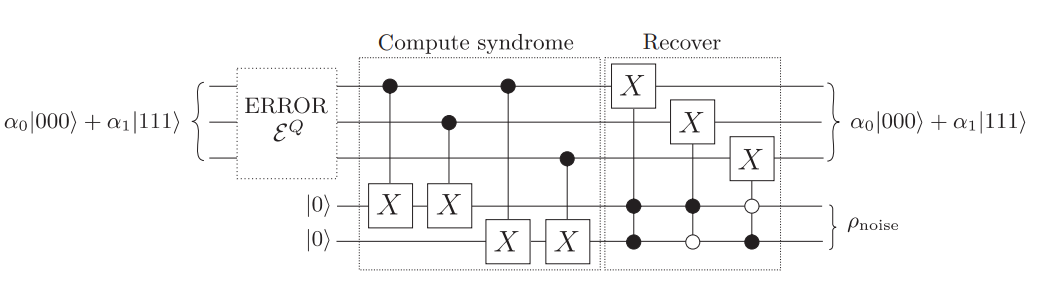 Compute syndrome
Recover
α₀|000⟩ + α₁|111⟩
ERROR
ℰ^Q
X
X
X
X
X
X
X
α₀|000⟩ + α₁|111⟩
|0⟩
|0⟩
ρ_noise